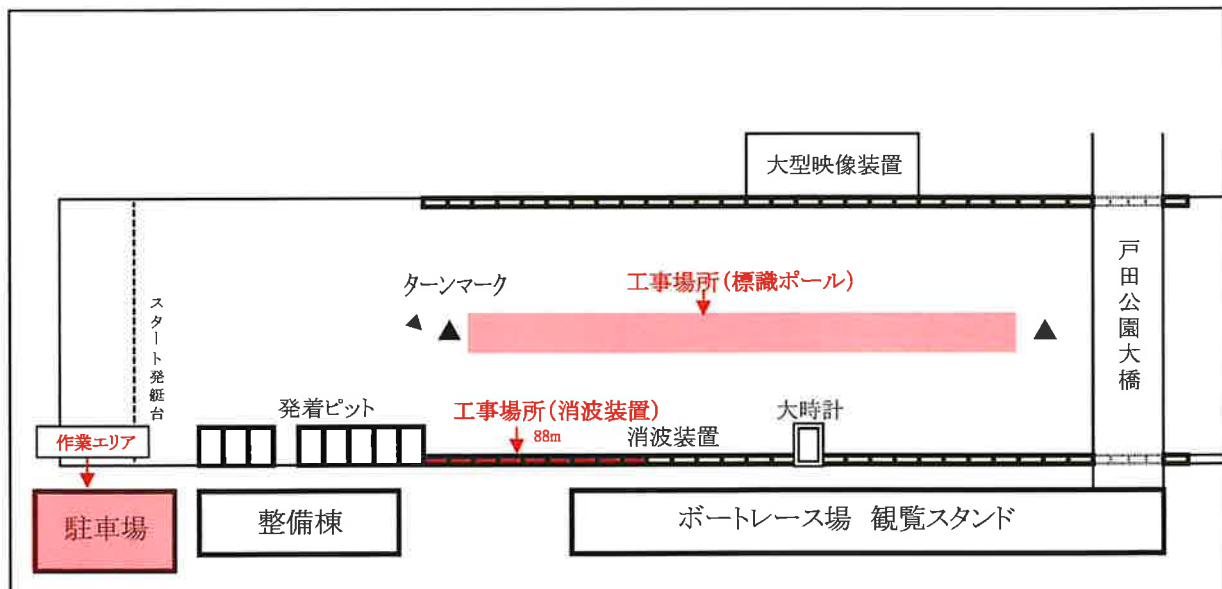 大型映像装置
戸田公園大橋
工事場所(標識ポール)
ターンマーク
スタート発艇台
発着ピット
工事場所(消波装置)
大時計
88m
消波装置
作業エリア
駐車場
整備棟
ボートレース場 観覧スタンド